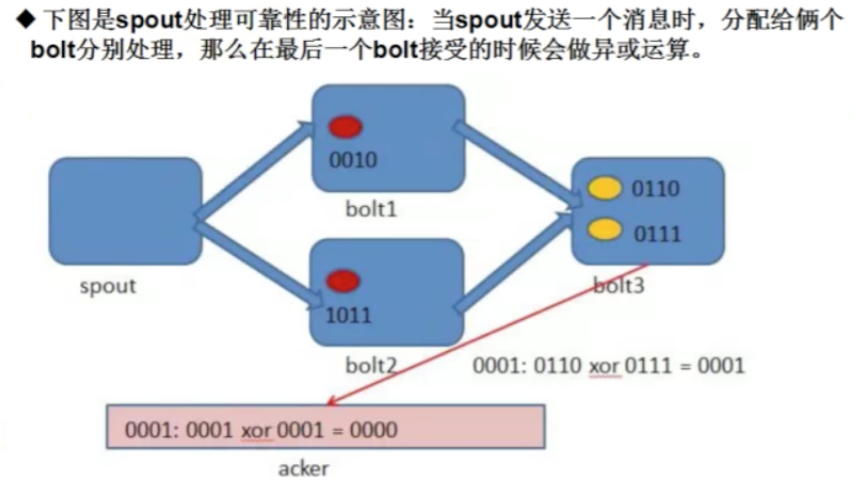 ◆ 下图是spout处理可靠性的示意图：当spout发送一个消息时，分配给俩个
bolt分别处理，那么在最后一个bolt接受的时候会做异或运算。
0010
bolt1
0110
0111
spout
bolt3
1011
bolt2
0001: 0110 xor 0111 = 0001
0001: 0001 xor 0001 = 0000
acker